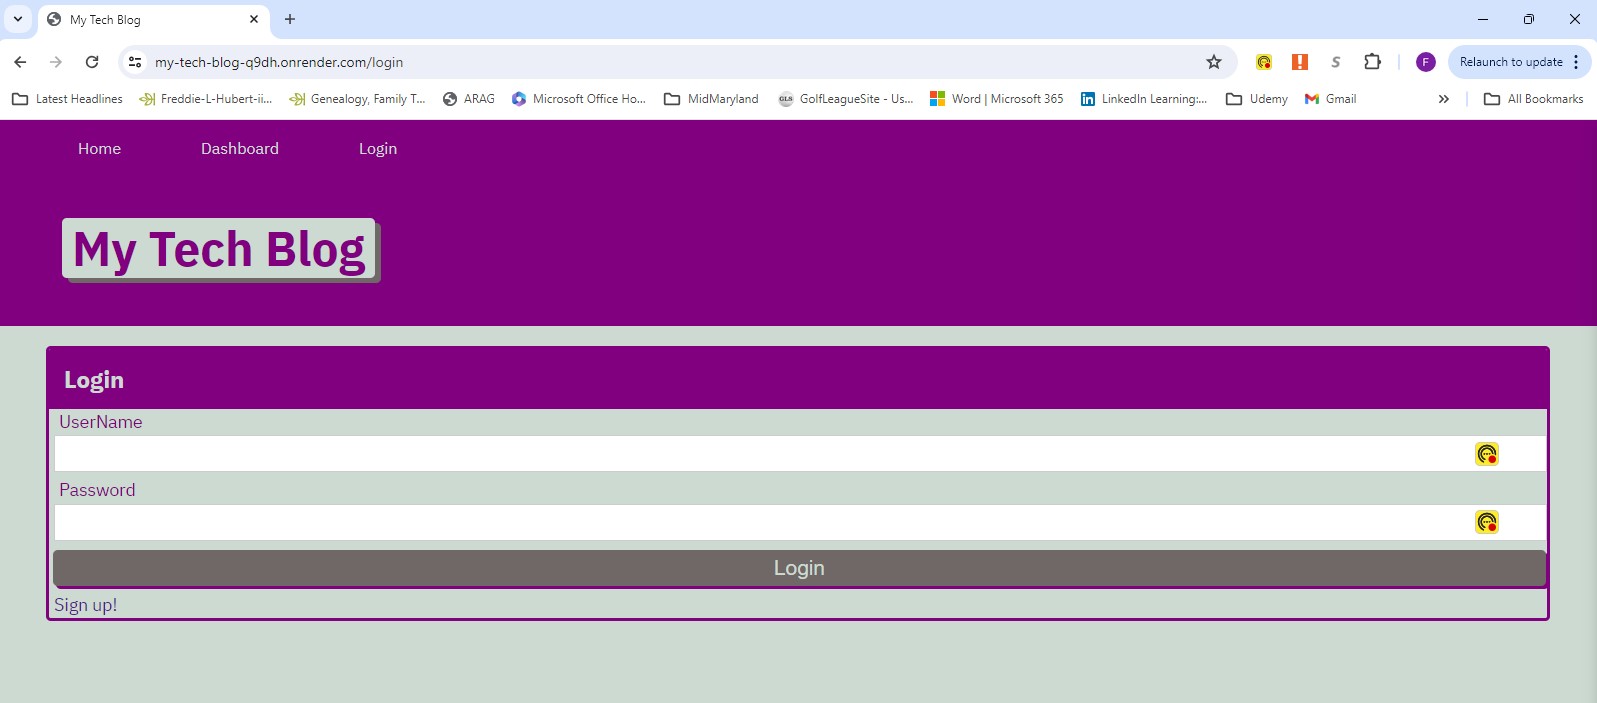 My Tech Blog
my-tech-blog-q9dh.onrender.com/login
S
F
Relaunch to update
Latest Headlines
Freddie-L-Hubert-ii...
Genealogy, Family T...
ARAG
Microsoft Office Ho...
MidMaryland
GLS
GolfLeagueSite - Us...
Word | Microsoft 365
in
LinkedIn Learning:...
Udemy
Gmail
All Bookmarks
Home
Dashboard
Login
My Tech Blog
Login
UserName
Password
Login
Sign up!